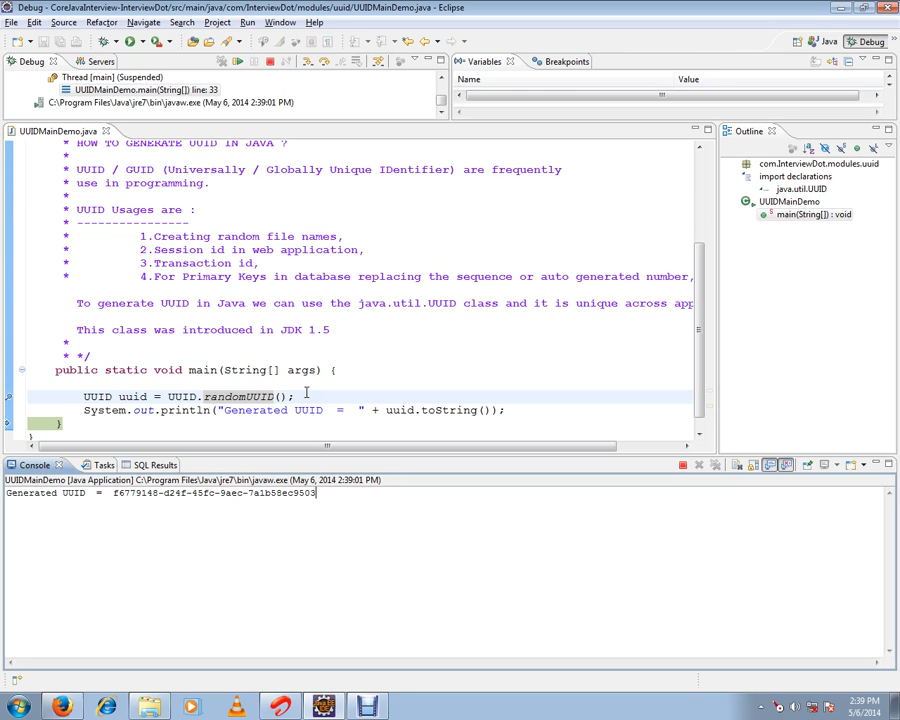 Debug - CoreJavaInterview-InterviewDot/src/main/java/com/InterviewDot/modules/uuid/UUIDMainDemo.java - Eclipse
File Edit Source Refactor Navigate Search Project Run Window Help
Java Debug
Debug Servers
Thread [main] (Suspended)
UUIDMainDemo.main(String[]) line: 33
C:\Program Files\Java\jre7\bin\javaw.exe (May 6, 2014 2:39:01 PM)
Variables Breakpoints
Name Value
UUIDMainDemo.java
* HOW TO GENERATE UUID IN JAVA ?
*
* UUID / GUID (Universally / Globally Unique IDentifier) are frequently
* use in programming.
*
* UUID Usages are :
* ----------------
* 1.Creating random file names,
* 2.Session id in web application,
* 3.Transaction id,
* 4.For Primary Keys in database replacing the sequence or auto generated number,
To generate UUID in Java we can use the java.util.UUID class and it is unique across app
This class was introduced in JDK 1.5
*
* */
public static void main(String[] args) {
UUID uuid = UUID.randomUUID();
System.out.println("Generated UUID  =  " + uuid.toString());
}
}
Outline
com.InterviewDot.modules.uuid
import declarations
java.util.UUID
UUIDMainDemo
main(String[]) : void
Console Tasks SQL Results
UUIDMainDemo [Java Application] C:\Program Files\Java\jre7\bin\javaw.exe (May 6, 2014 2:39:01 PM)
Generated UUID  =  f6779148-d24f-45fc-9aec-7a1b58ec9503
2:39 PM
5/6/2014